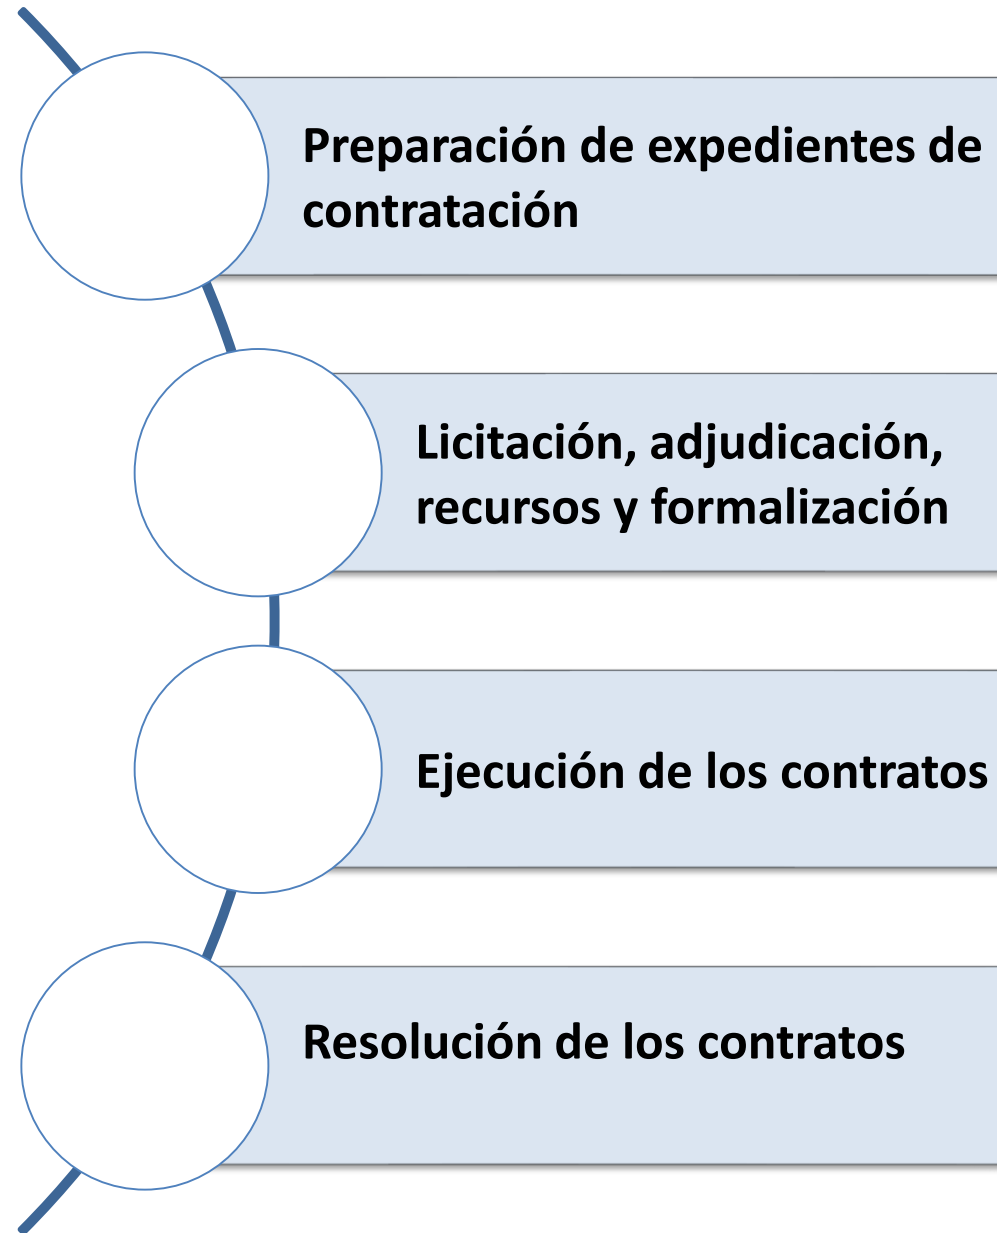 Preparación de expedientes de
contratación
Licitación, adjudicación,
recursos y formalización
Ejecución de los contratos
Resolución de los contratos